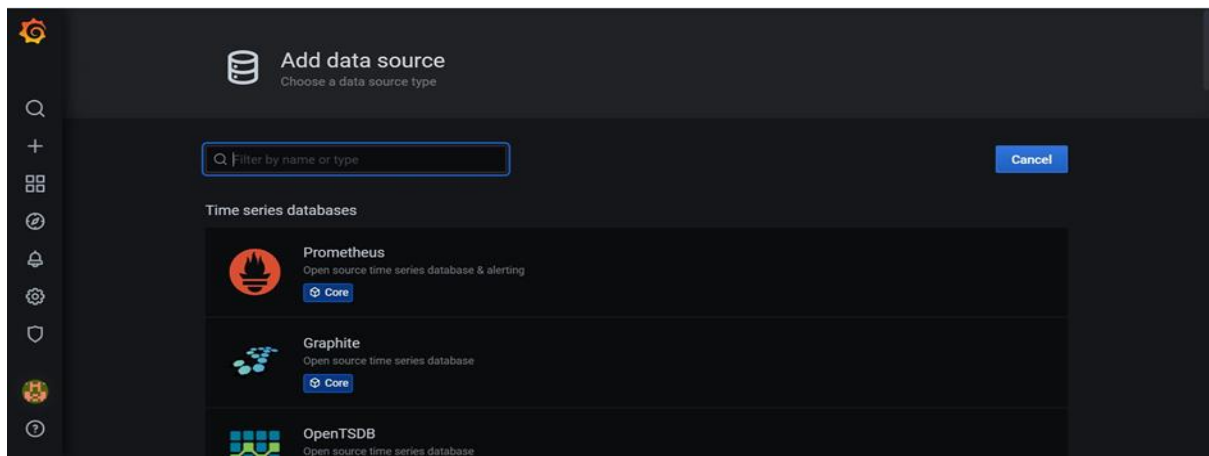 Add data source
Choose a data source type
Filter by name or type
Cancel
Time series databases
Prometheus
Open source time series database & alerting
Core
Graphite
Open source time series database
Core
OpenTSDB
Open source time series database